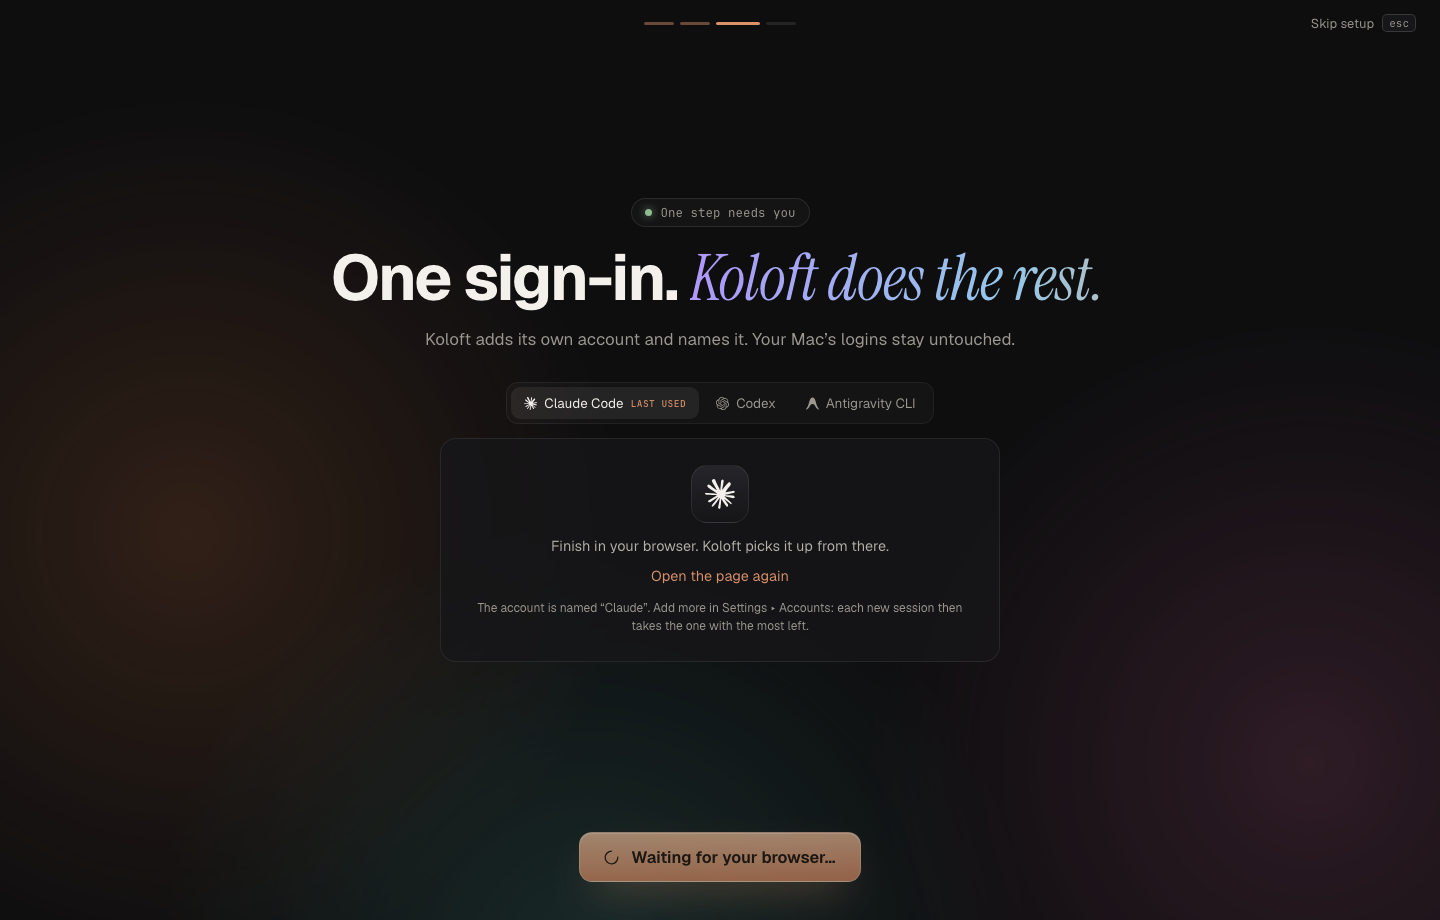 Skip setup esc
One step needs you
One sign-in. Koloft does the rest.
Koloft adds its own account and names it. Your Mac’s logins stay untouched.
Claude Code LAST USED Codex Antigravity CLI
Finish in your browser. Koloft picks it up from there.
Open the page again
The account is named “Claude”. Add more in Settings ▸ Accounts: each new session then
takes the one with the most left.
Waiting for your browser…